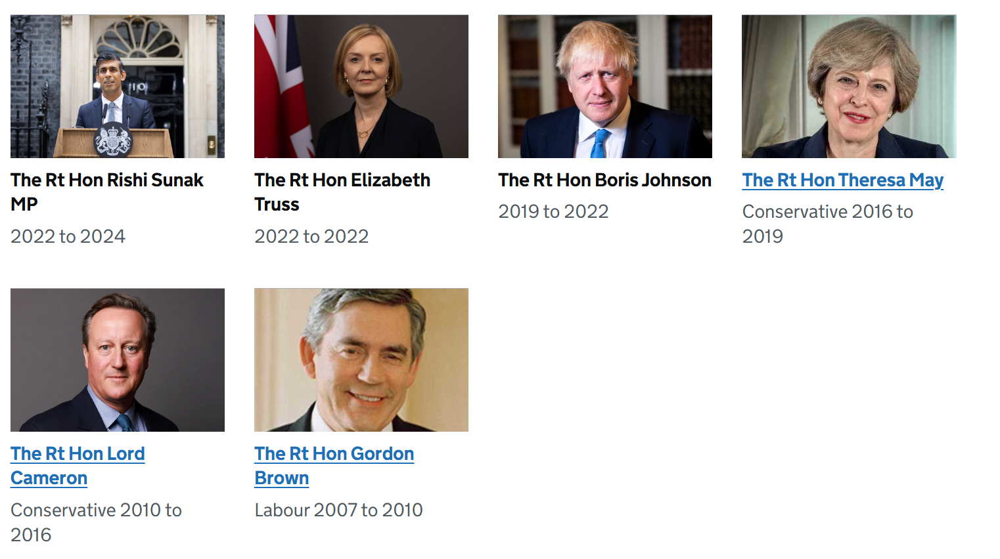 10
The Rt Hon Rishi Sunak
MP
2022 to 2024
The Rt Hon Elizabeth
Truss
2022 to 2022
The Rt Hon Boris Johnson
2019 to 2022
The Rt Hon Theresa May
Conservative 2016 to
2019
The Rt Hon Lord
Cameron
Conservative 2010 to
2016
The Rt Hon Gordon
Brown
Labour 2007 to 2010